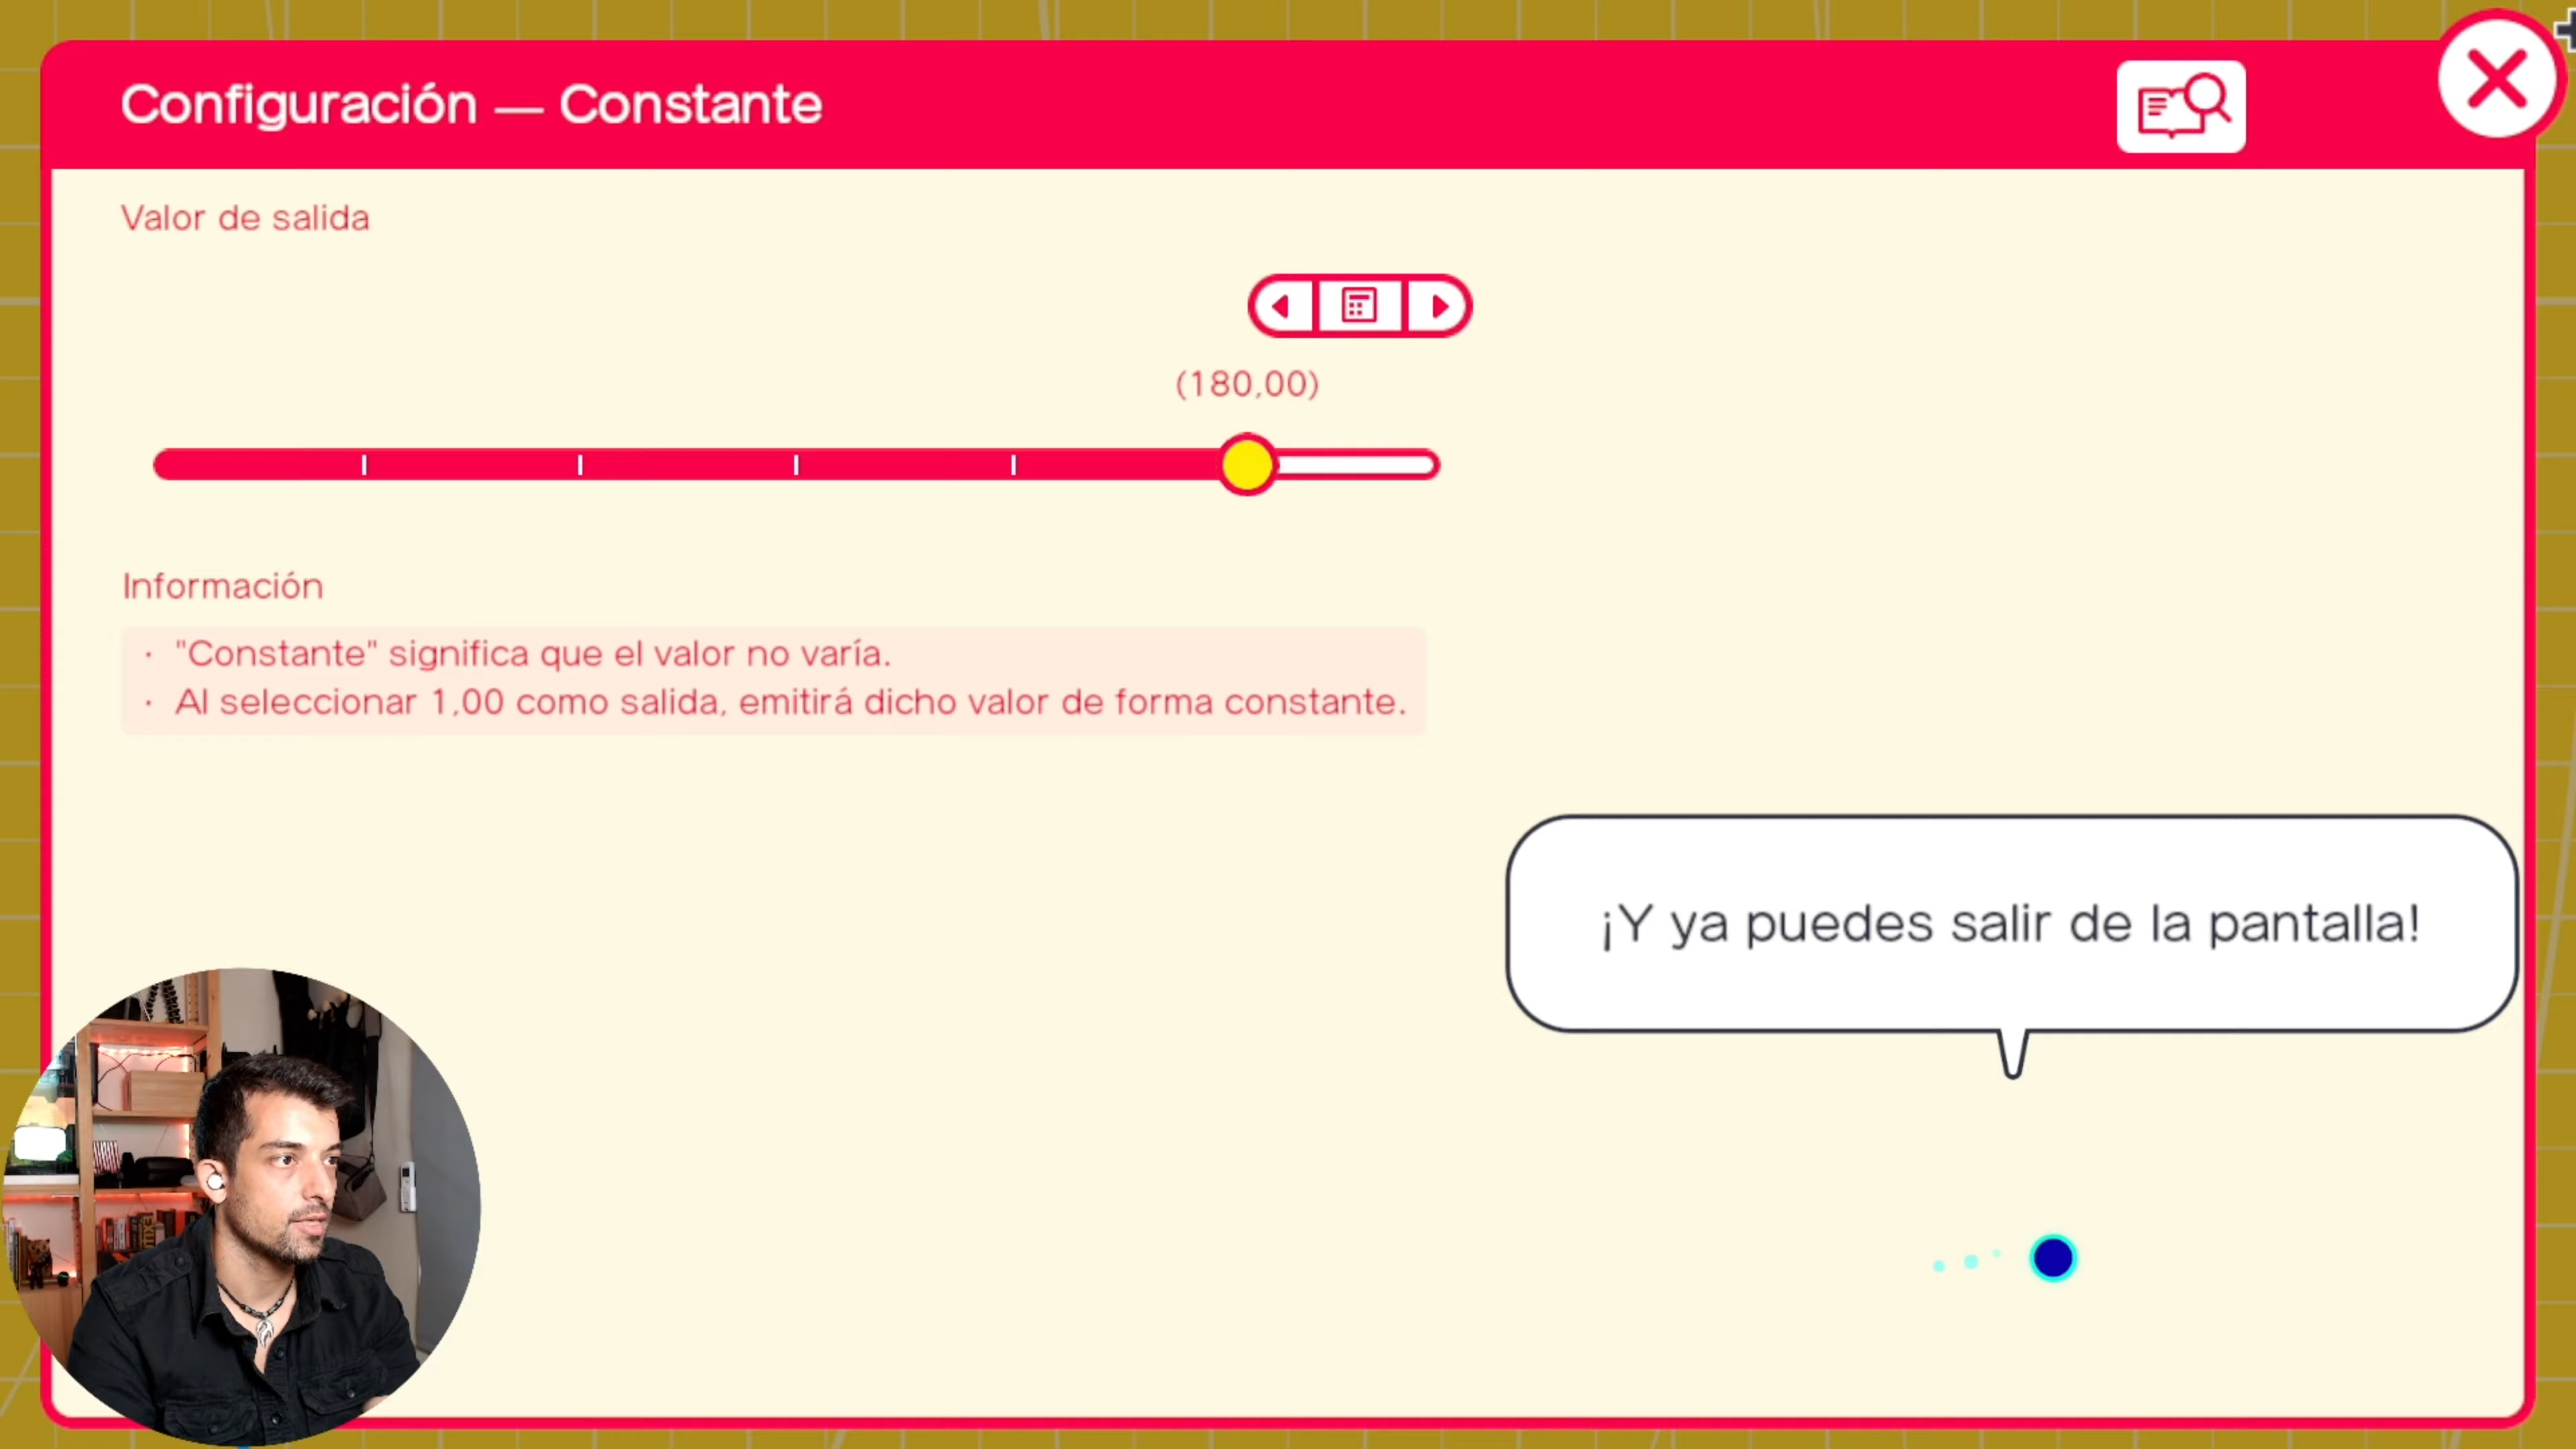 Configuración — Constante
Valor de salida
(180,00)
Información
· "Constante" significa que el valor no varía.
· Al seleccionar 1,00 como salida, emitirá dicho valor de forma constante.
¡Y ya puedes salir de la pantalla!